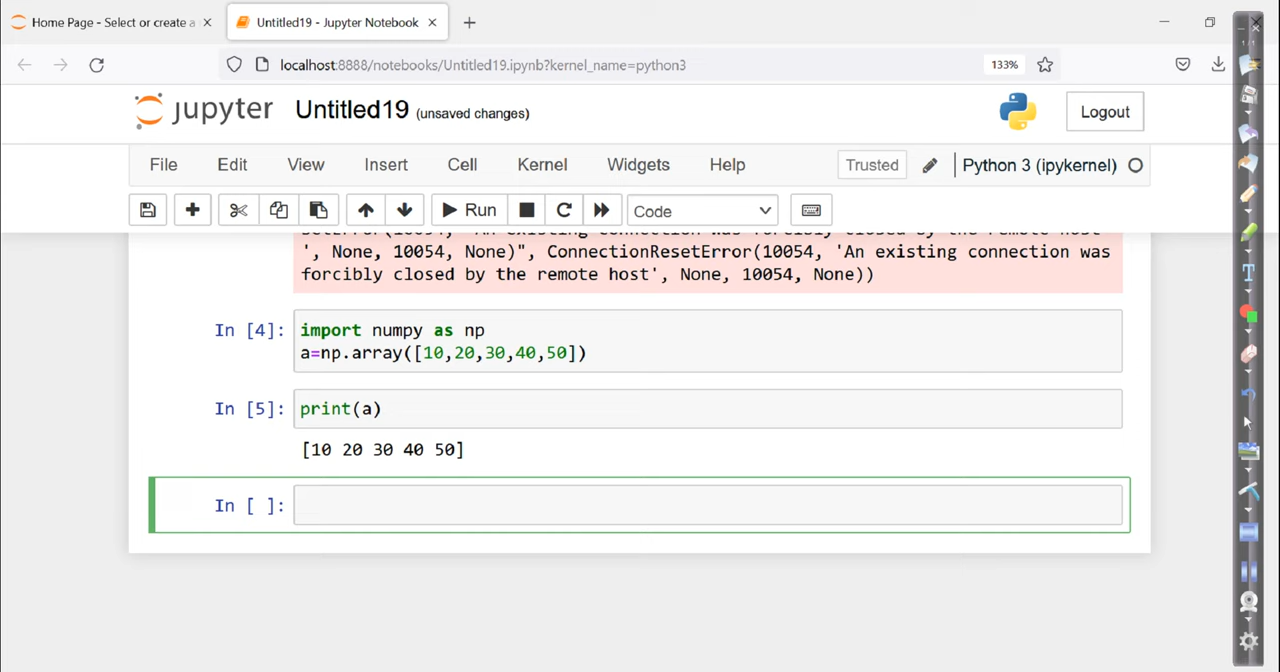 Home Page - Select or create a
Untitled19 - Jupyter Notebook
localhost:8888/notebooks/Untitled19.ipynb?kernel_name=python3
133%
jupyter Untitled19 (unsaved changes)
Logout
File Edit View Insert Cell Kernel Widgets Help
Trusted
Python 3 (ipykernel)
Run
Code
', None, 10054, None)", ConnectionResetError(10054, 'An existing connection was
forcibly closed by the remote host', None, 10054, None))
In [4]:
import numpy as np
a=np.array([10,20,30,40,50])
In [5]:
print(a)
[10 20 30 40 50]
In [ ]: